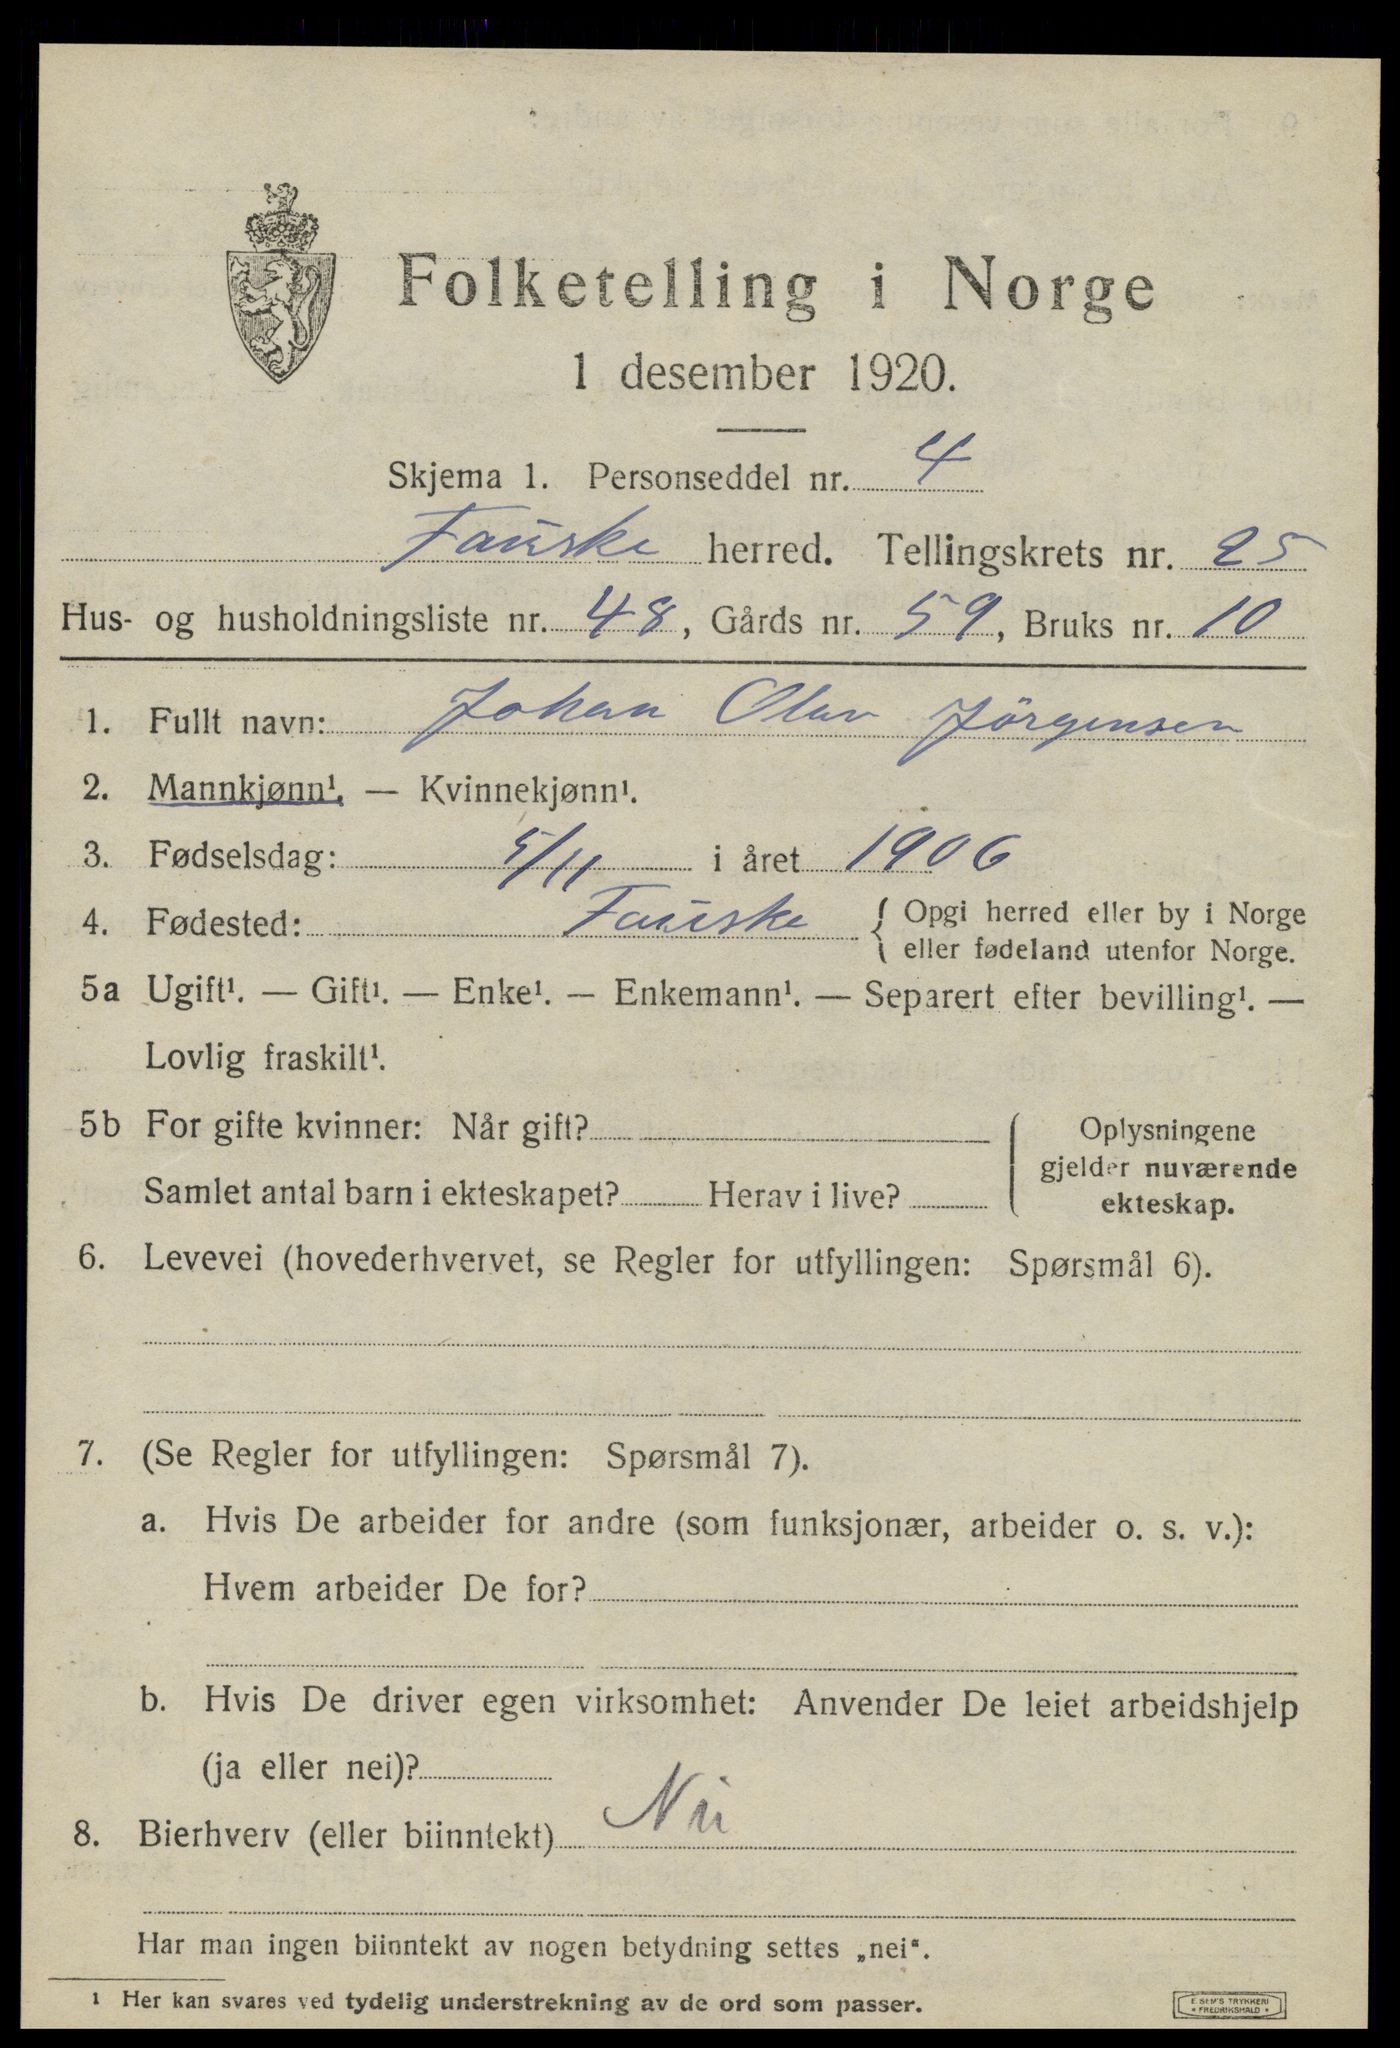 Folketelling i Norge
1 desember 1920.
Skjema 1. Personseddel nr. 4
Fauske herred. Tellingskrets nr. 25
Hus- og husholdningsliste nr. 48, Gårds nr. 59, Bruks nr. 10
1. Fullt navn: Johan Olav Jörgensen
2. Mannkjønn¹. — Kvinnekjønn¹.
3. Fødselsdag: 5/11 i året 1906
4. Fødested: Fauske { Opgi herred eller by i Norge
eller fødeland utenfor Norge.
5a Ugift¹. — Gift¹. — Enke¹. — Enkemann¹. — Separert efter bevilling¹. —
Lovlig fraskilt¹.
5b For gifte kvinner: Når gift?
Samlet antal barn i ekteskapet? Herav i live?
Oplysningene
gjelder nuværende
ekteskap.
6. Levevei (hovederhvervet, se Regler for utfyllingen: Spørsmål 6).
7. (Se Regler for utfyllingen: Spørsmål 7).
a. Hvis De arbeider for andre (som funksjonær, arbeider o. s. v.):
Hvem arbeider De for?
b. Hvis De driver egen virksomhet: Anvender De leiet arbeidshjelp
(ja eller nei)?
8. Bierhverv (eller biinntekt) Nei
Har man ingen biinntekt av nogen betydning settes „nei“.
¹ Her kan svares ved tydelig understrekning av de ord som passer.
E. SEM'S TRYKKERI
* FREDRIKSHALD *